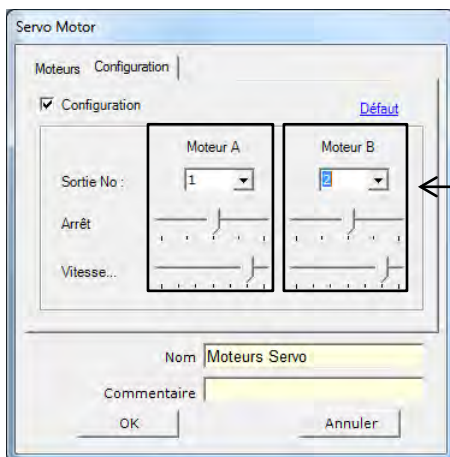 Servo Motor
Moteurs Configuration
Configuration Défaut
Moteur A Moteur B
Sortie No : 1 2
Arrêt
Vitesse...
Nom Moteurs Servo
Commentaire
OK Annuler